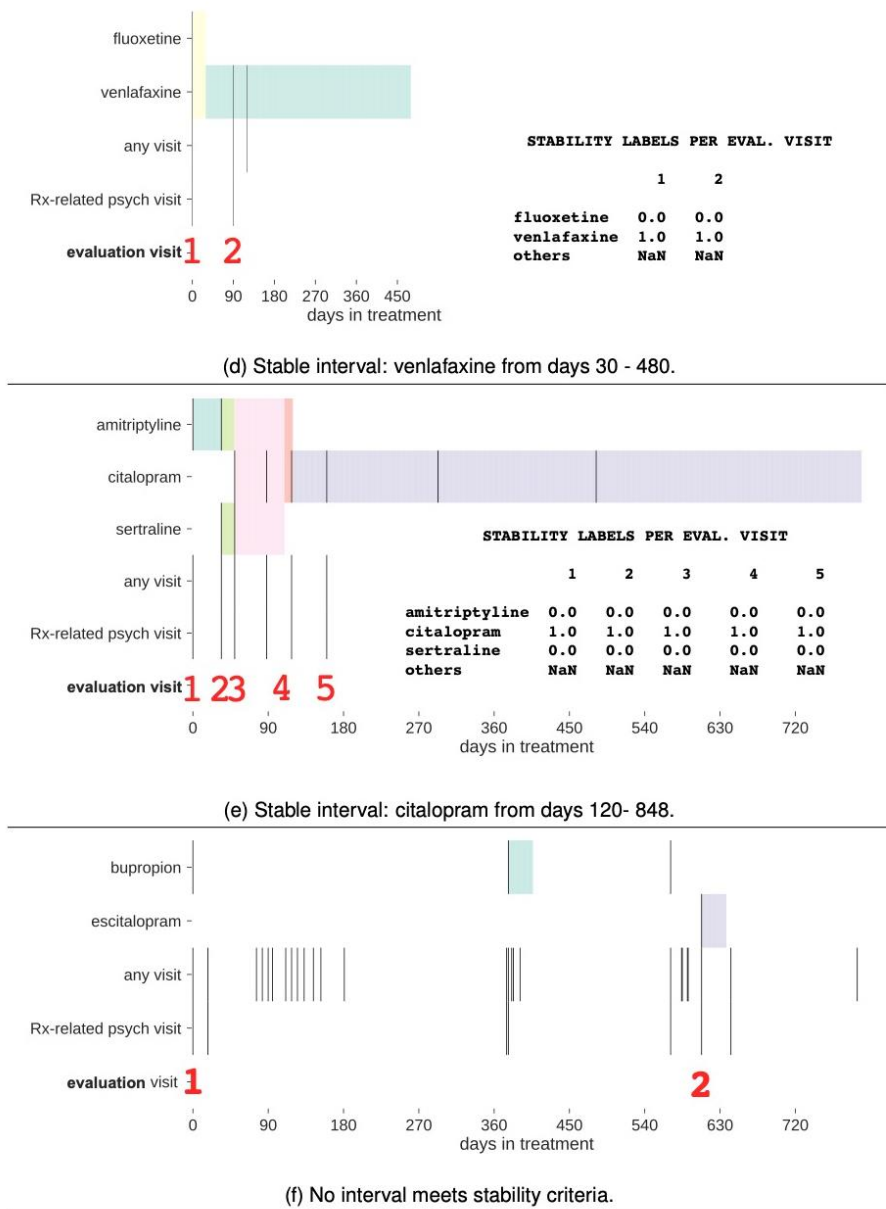 fluoxetine
venlafaxine
any visit
Rx-related psych visit
evaluation visit 1 2
0 90 180 270 360 450
days in treatment
STABILITY LABELS PER EVAL. VISIT
1 2
fluoxetine 0.0 0.0
venlafaxine 1.0 1.0
others NaN NaN
(d) Stable interval: venlafaxine from days 30 - 480.
amitriptyline
citalopram
sertraline
any visit
Rx-related psych visit
evaluation visit 1 2 3 4 5
0 90 180 270 360 450 540 630 720
days in treatment
STABILITY LABELS PER EVAL. VISIT
1 2 3 4 5
amitriptyline 0.0 0.0 0.0 0.0 0.0
citalopram 1.0 1.0 1.0 1.0 1.0
sertraline 0.0 0.0 0.0 0.0 0.0
others NaN NaN NaN NaN NaN
(e) Stable interval: citalopram from days 120- 848.
bupropion
escitalopram
any visit
Rx-related psych visit
evaluation visit 1 2
0 90 180 270 360 450 540 630 720
days in treatment
(f) No interval meets stability criteria.